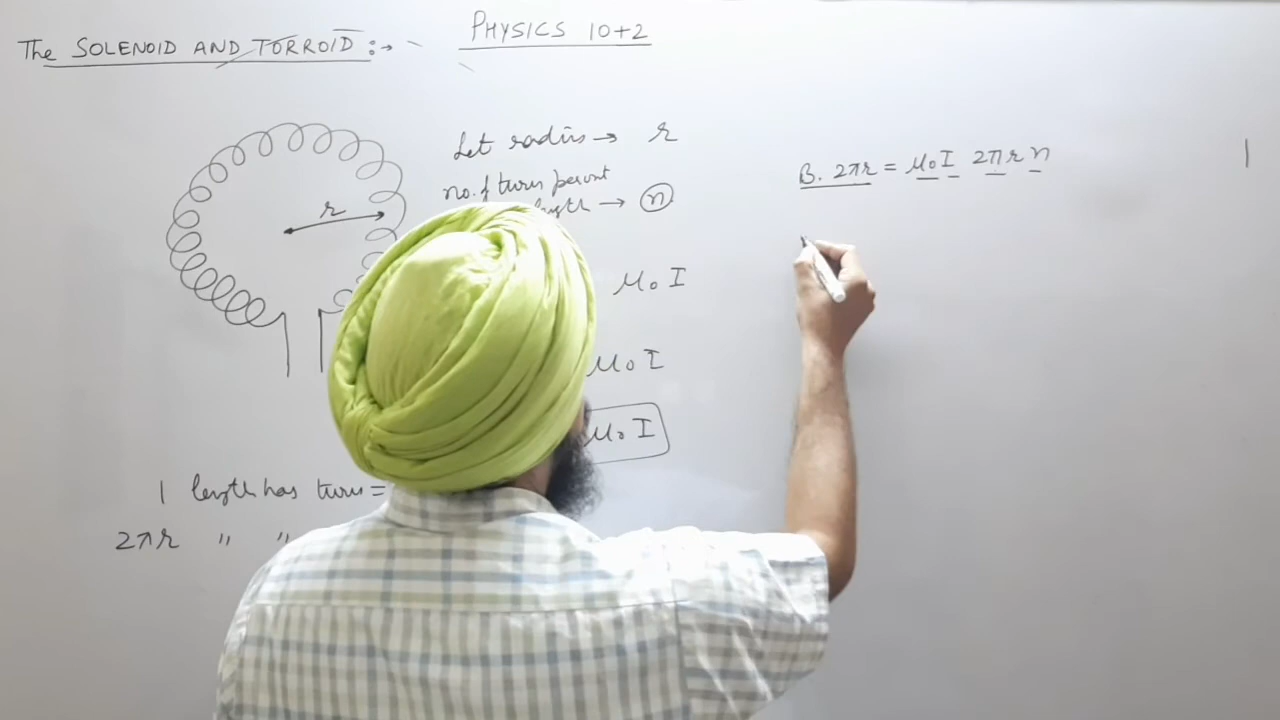 The SOLENOID AND TORROID :→
PHYSICS 10+2
r
Let radius → r
no. of turns per unit
length → n
μ₀ I
μ₀ I
μ₀ I
1 length has turns =
2πr " "
B. 2πr = μ₀ I 2πr n